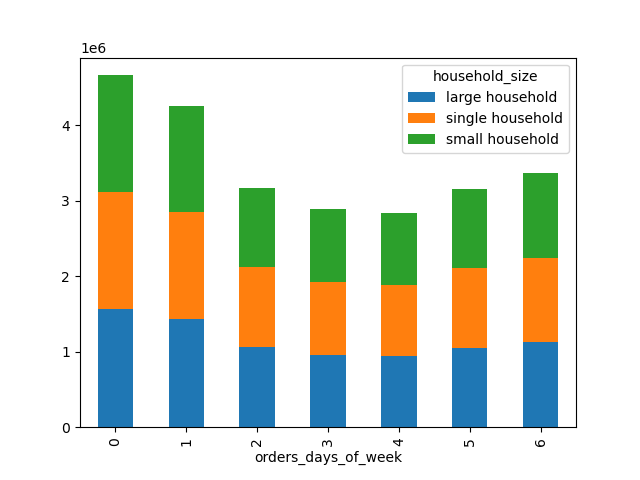 1e6
household_size
large household
single household
small household
4
3
2
1
0
0 1 2 3 4 5 6
orders_days_of_week